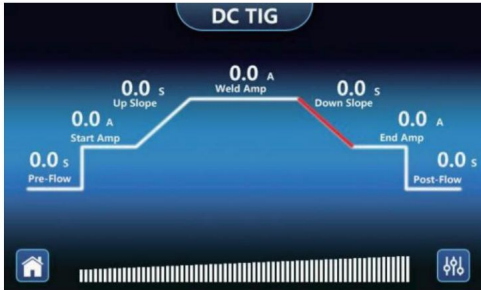 DC TIG
0.0 A
Weld Amp
0.0 S
Up Slope
0.0 S
Down Slope
0.0 A
Start Amp
0.0 A
End Amp
0.0 S
Pre-Flow
0.0 S
Post-Flow